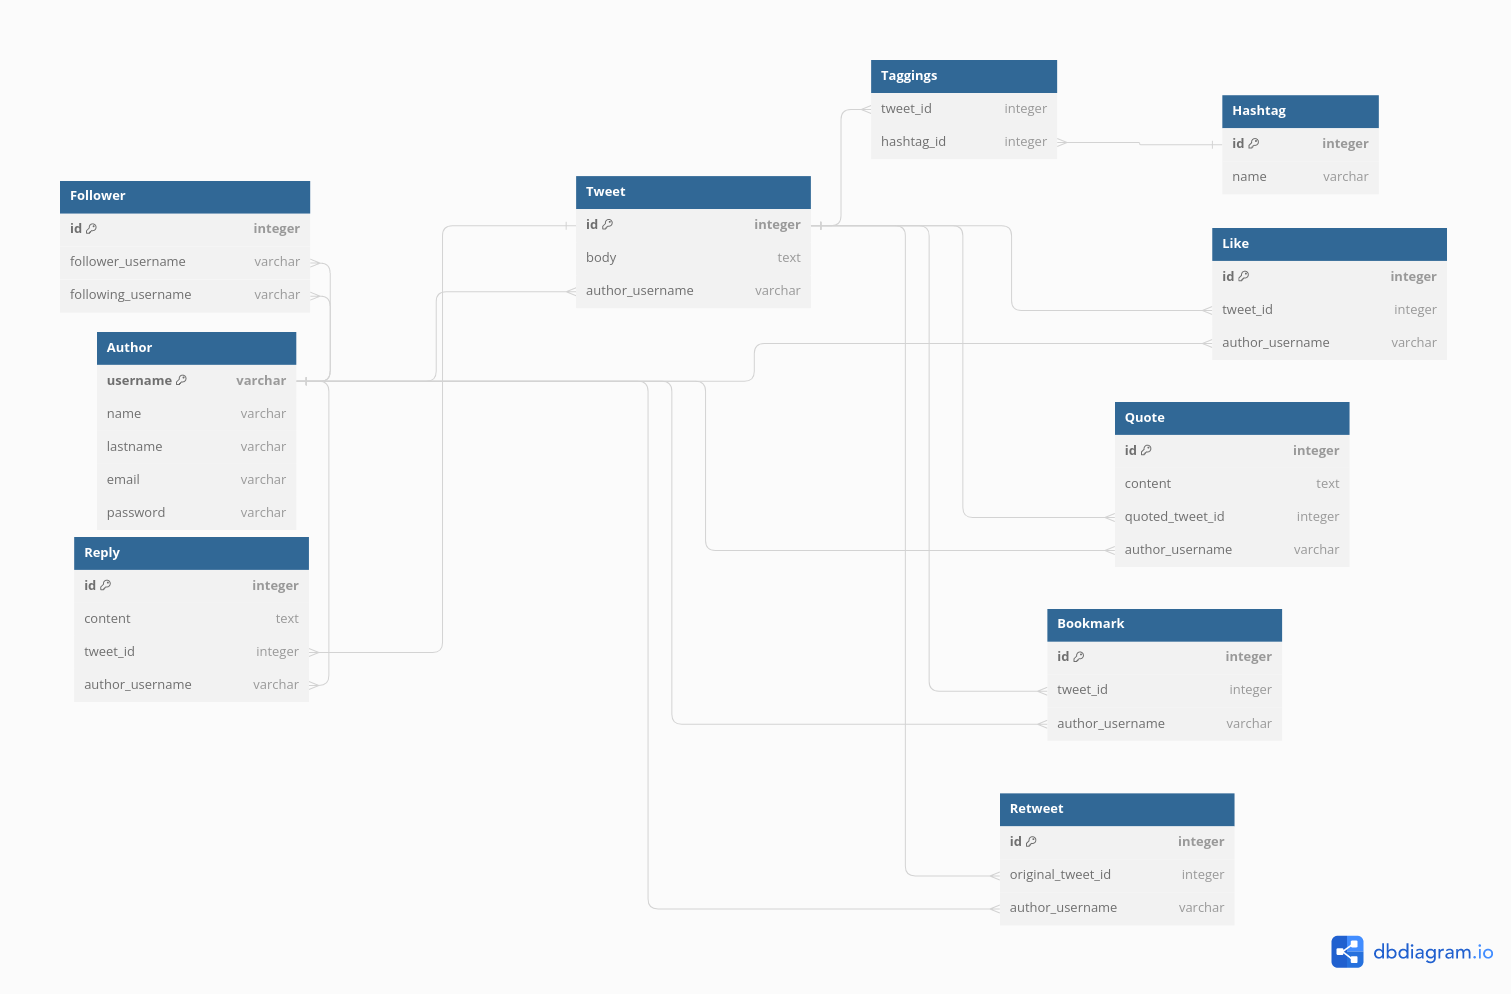 Taggings
tweet_id integer
hashtag_id integer
Hashtag
id integer
name varchar
Follower
id integer
follower_username varchar
following_username varchar
Tweet
id integer
body text
author_username varchar
Like
id integer
tweet_id integer
author_username varchar
Author
username varchar
name varchar
lastname varchar
email varchar
password varchar
Quote
id integer
content text
quoted_tweet_id integer
author_username varchar
Reply
id integer
content text
tweet_id integer
author_username varchar
Bookmark
id integer
tweet_id integer
author_username varchar
Retweet
id integer
original_tweet_id integer
author_username varchar
dbdiagram.io